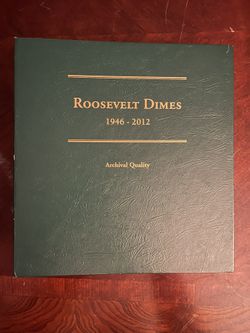 ROOSEVELT DIMES
1946 - 2012
Archival Quality